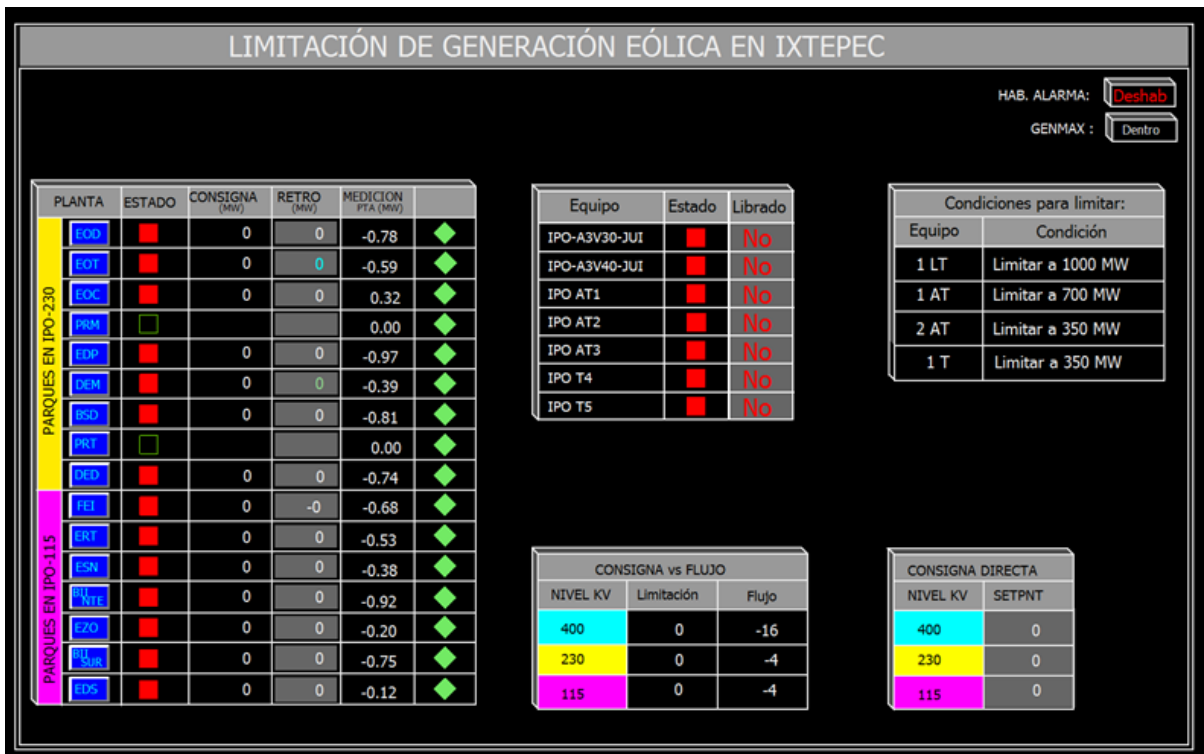 LIMITACIÓN DE GENERACIÓN EÓLICA EN IXTEPEC
HAB. ALARMA: Deshab
GENMAX : Dentro
PLANTA ESTADO CONSIGNA (MW) RETRO (MW) MEDICION PTA (MW)
PARQUES EN IPO-230
EOD 0 0 -0.78
EOT 0 0 -0.59
EOC 0 0 0.32
PRM 0.00
EDP 0 0 -0.97
DEM 0 0 -0.39
BSD 0 0 -0.81
PRT 0.00
DED 0 0 -0.74
PARQUES EN IPO-115
FEI 0 -0 -0.68
ERT 0 0 -0.53
ESN 0 0 -0.38
BII NTE 0 0 -0.92
EZO 0 0 -0.20
BII SUR 0 0 -0.75
EDS 0 0 -0.12
Equipo Estado Librado
IPO-A3V30-JUI No
IPO-A3V40-JUI No
IPO AT1 No
IPO AT2 No
IPO AT3 No
IPO T4 No
IPO T5 No
Condiciones para limitar:
Equipo Condición
1 LT Limitar a 1000 MW
1 AT Limitar a 700 MW
2 AT Limitar a 350 MW
1 T Limitar a 350 MW
CONSIGNA vs FLUJO
NIVEL KV Limitación Flujo
400 0 -16
230 0 -4
115 0 -4
CONSIGNA DIRECTA
NIVEL KV SETPNT
400 0
230 0
115 0